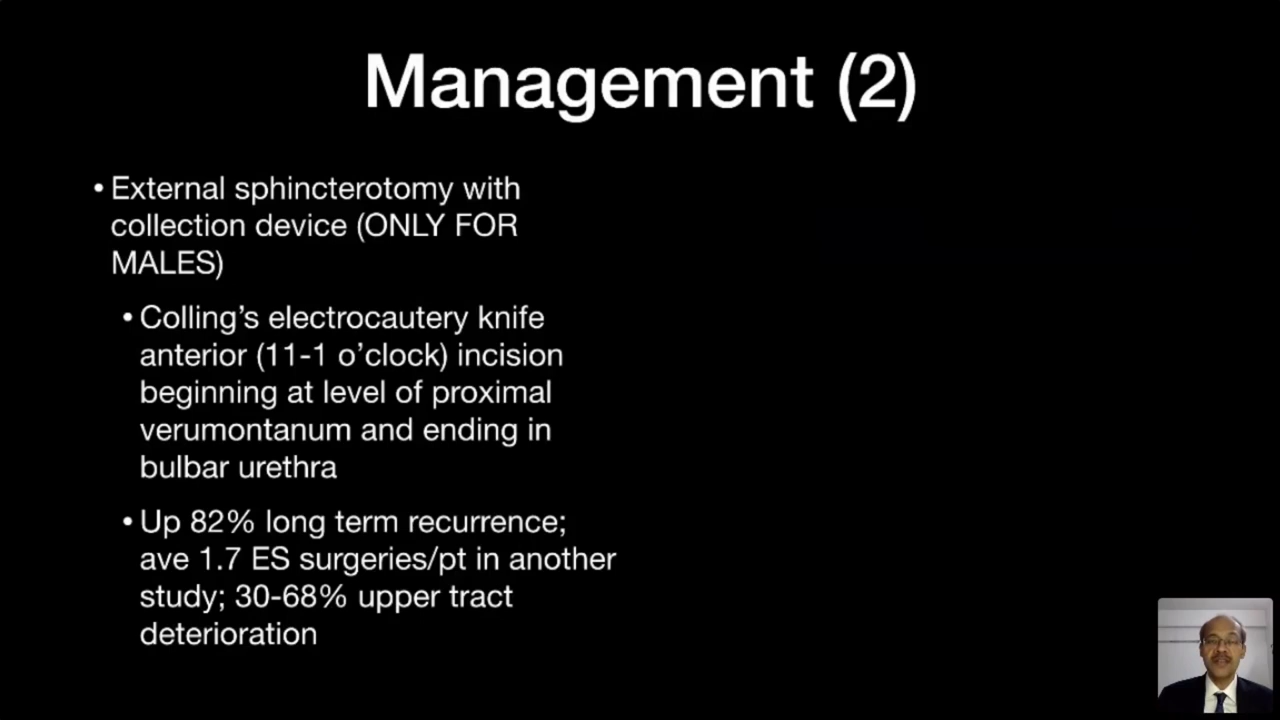 Management (2)
• External sphincterotomy with
collection device (ONLY FOR
MALES)
• Colling’s electrocautery knife
anterior (11-1 o’clock) incision
beginning at level of proximal
verumontanum and ending in
bulbar urethra
• Up 82% long term recurrence;
ave 1.7 ES surgeries/pt in another
study; 30-68% upper tract
deterioration